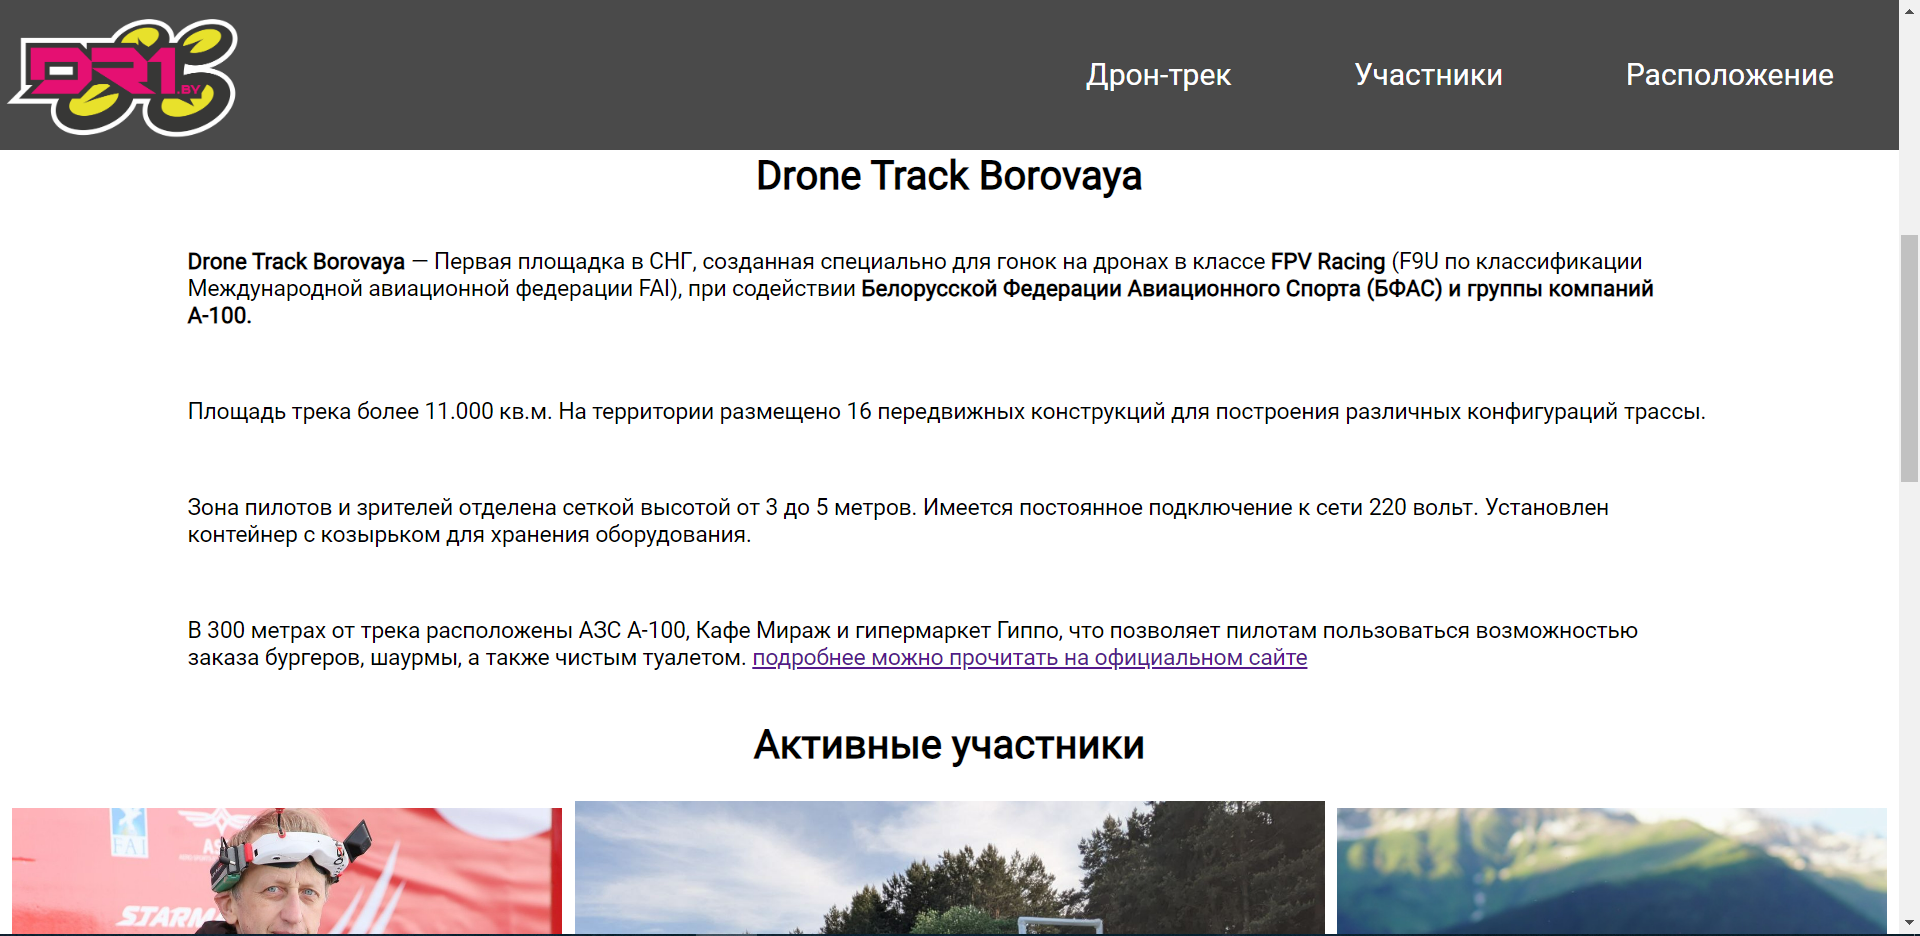 DR1.BY
Дрон-трек
Участники
Расположение
Drone Track Borovaya
Drone Track Borovaya — Первая площадка в СНГ, созданная специально для гонок на дронах в классе FPV Racing (F9U по классификации
Международной авиационной федерации FAI), при содействии Белорусской Федерации Авиационного Спорта (БФАС) и группы компаний
А-100.
Площадь трека более 11.000 кв.м. На территории размещено 16 передвижных конструкций для построения различных конфигураций трассы.
Зона пилотов и зрителей отделена сеткой высотой от 3 до 5 метров. Имеется постоянное подключение к сети 220 вольт. Установлен
контейнер с козырьком для хранения оборудования.
В 300 метрах от трека расположены АЗС А-100, Кафе Мираж и гипермаркет Гиппо, что позволяет пилотам пользоваться возможностью
заказа бургеров, шаурмы, а также чистым туалетом. подробнее можно прочитать на официальном сайте
Активные участники
FAI
STARM